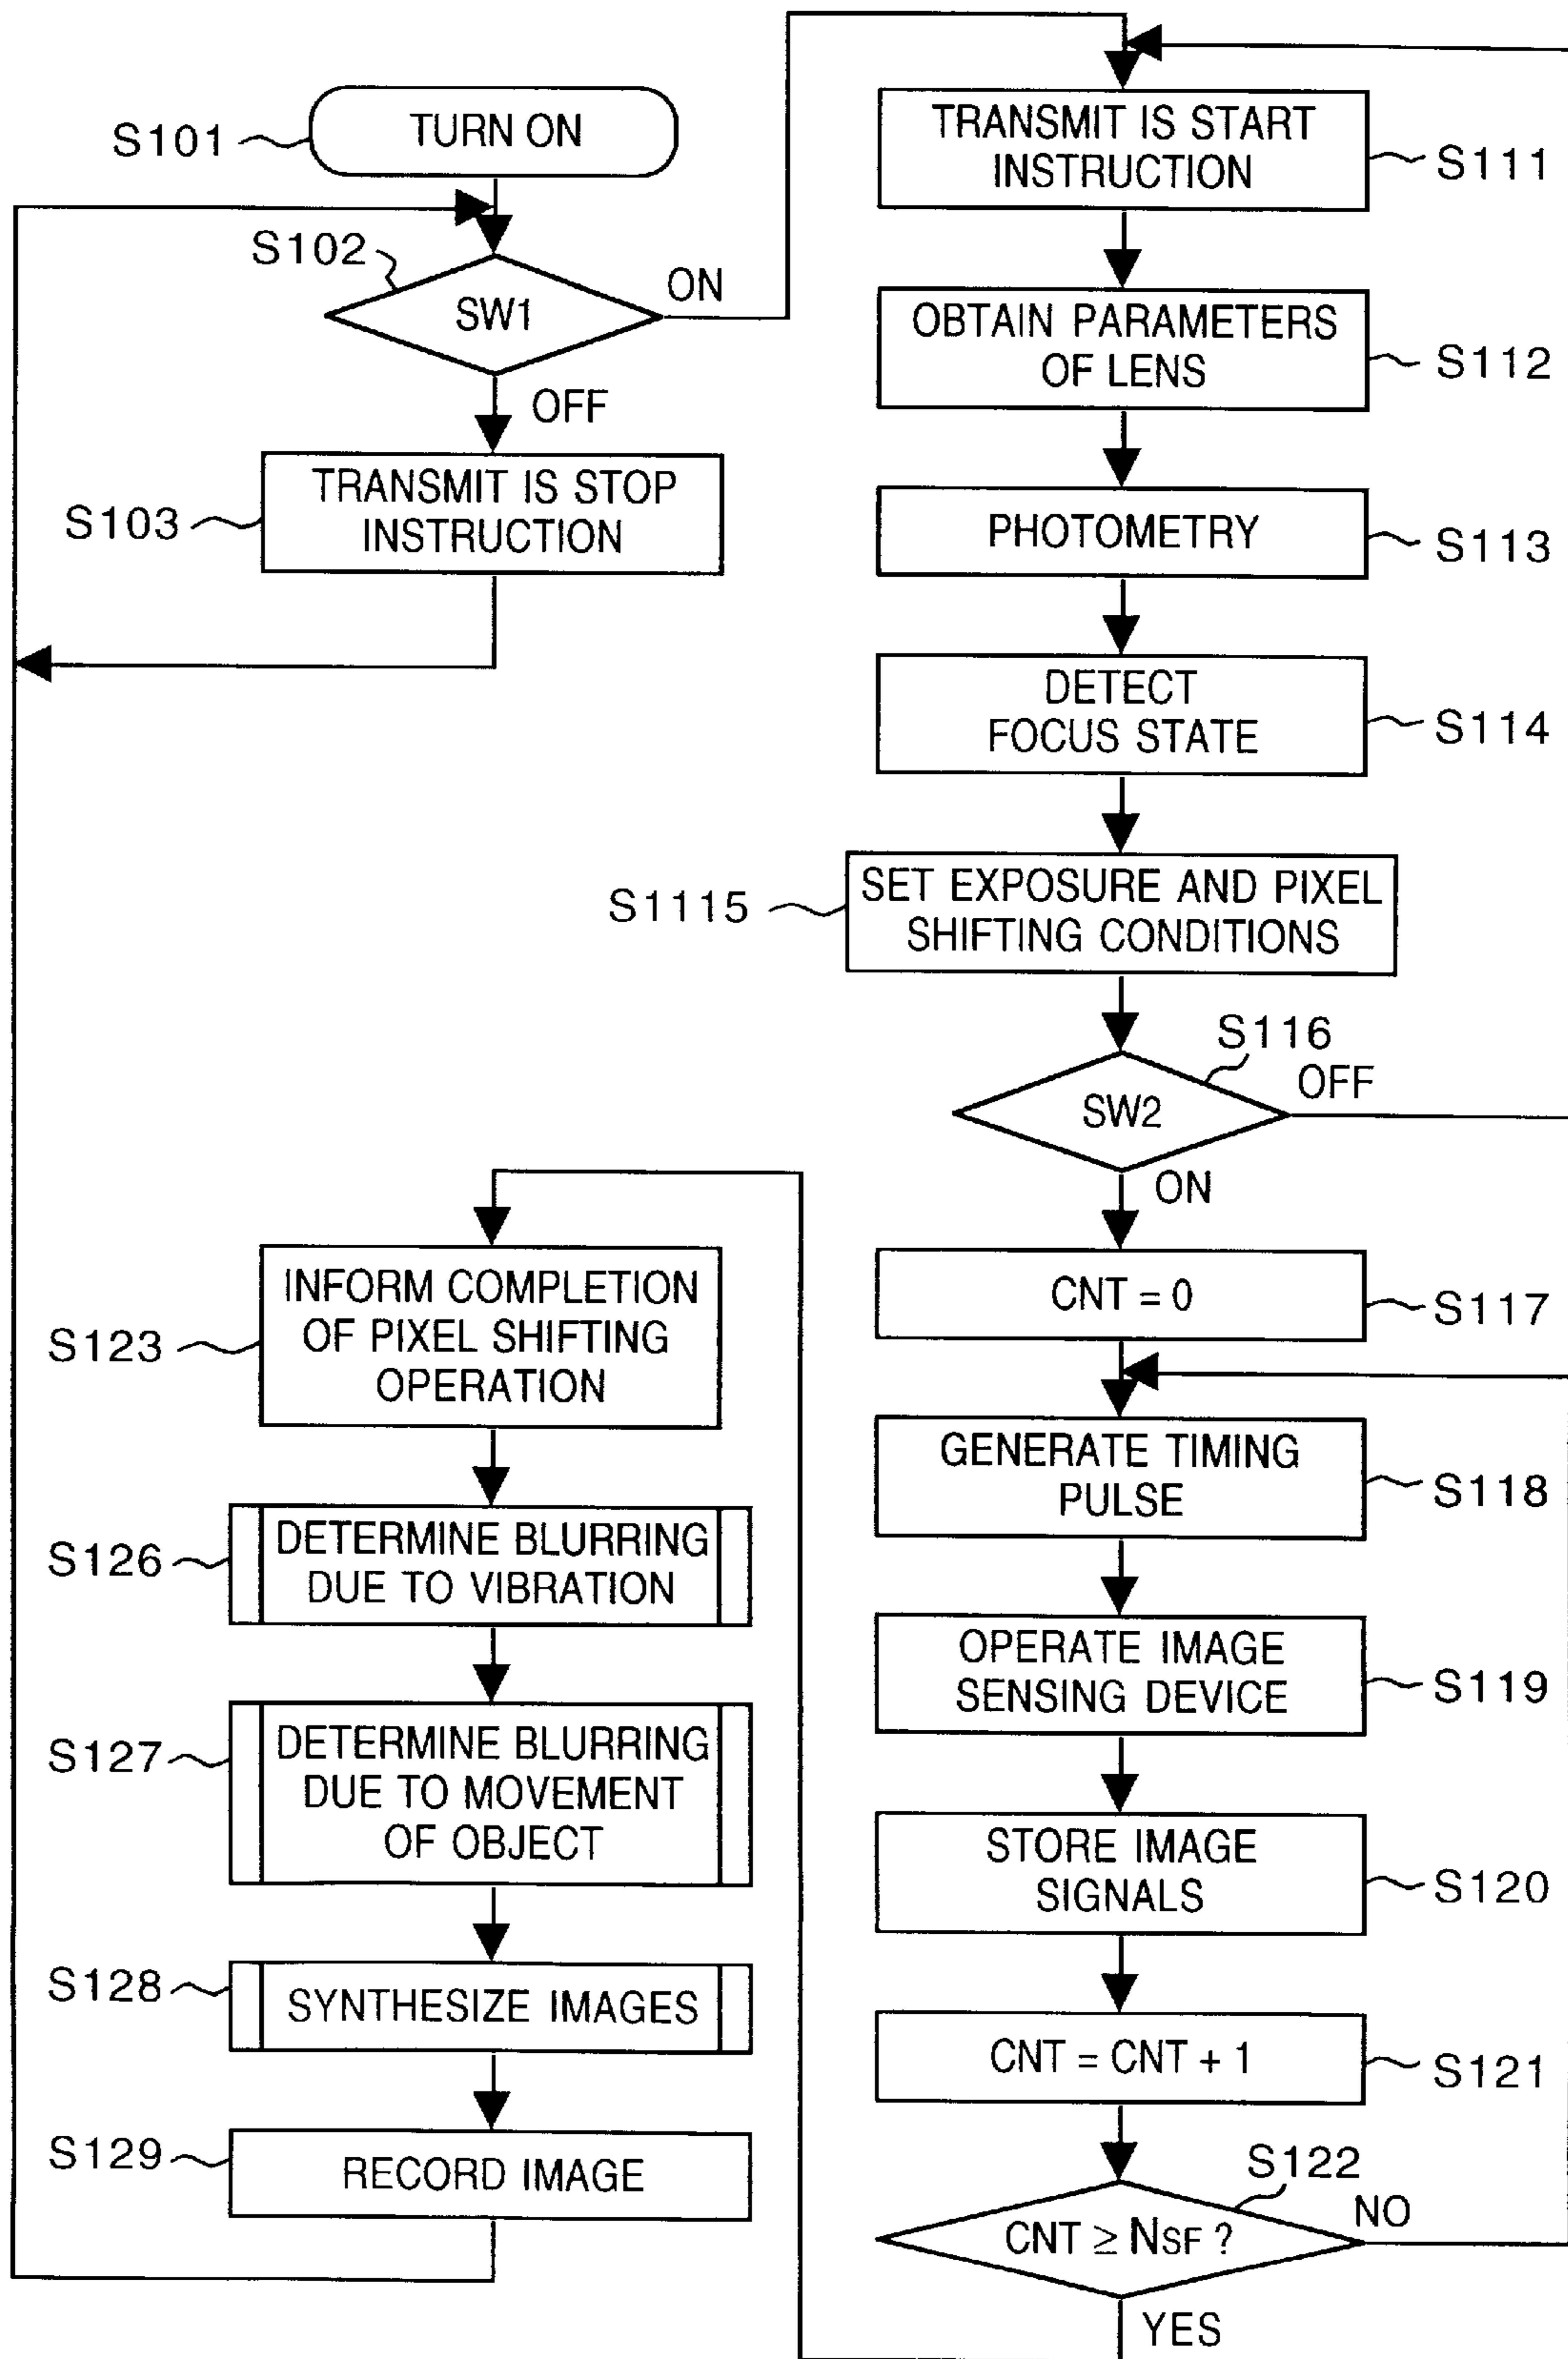 S101
TURN ON
S102
SW1
ON
OFF
S103
TRANSMIT IS STOP
INSTRUCTION
TRANSMIT IS START
INSTRUCTION
S111
OBTAIN PARAMETERS
OF LENS
S112
PHOTOMETRY
S113
DETECT
FOCUS STATE
S114
S1115
SET EXPOSURE AND PIXEL
SHIFTING CONDITIONS
S116
SW2
OFF
ON
CNT = 0
S117
GENERATE TIMING
PULSE
S118
OPERATE IMAGE
SENSING DEVICE
S119
STORE IMAGE
SIGNALS
S120
CNT = CNT + 1
S121
S122
CNT ≥ NSF ?
NO
YES
S123
INFORM COMPLETION
OF PIXEL SHIFTING
OPERATION
S126
DETERMINE BLURRING
DUE TO VIBRATION
S127
DETERMINE BLURRING
DUE TO MOVEMENT
OF OBJECT
S128
SYNTHESIZE IMAGES
S129
RECORD IMAGE